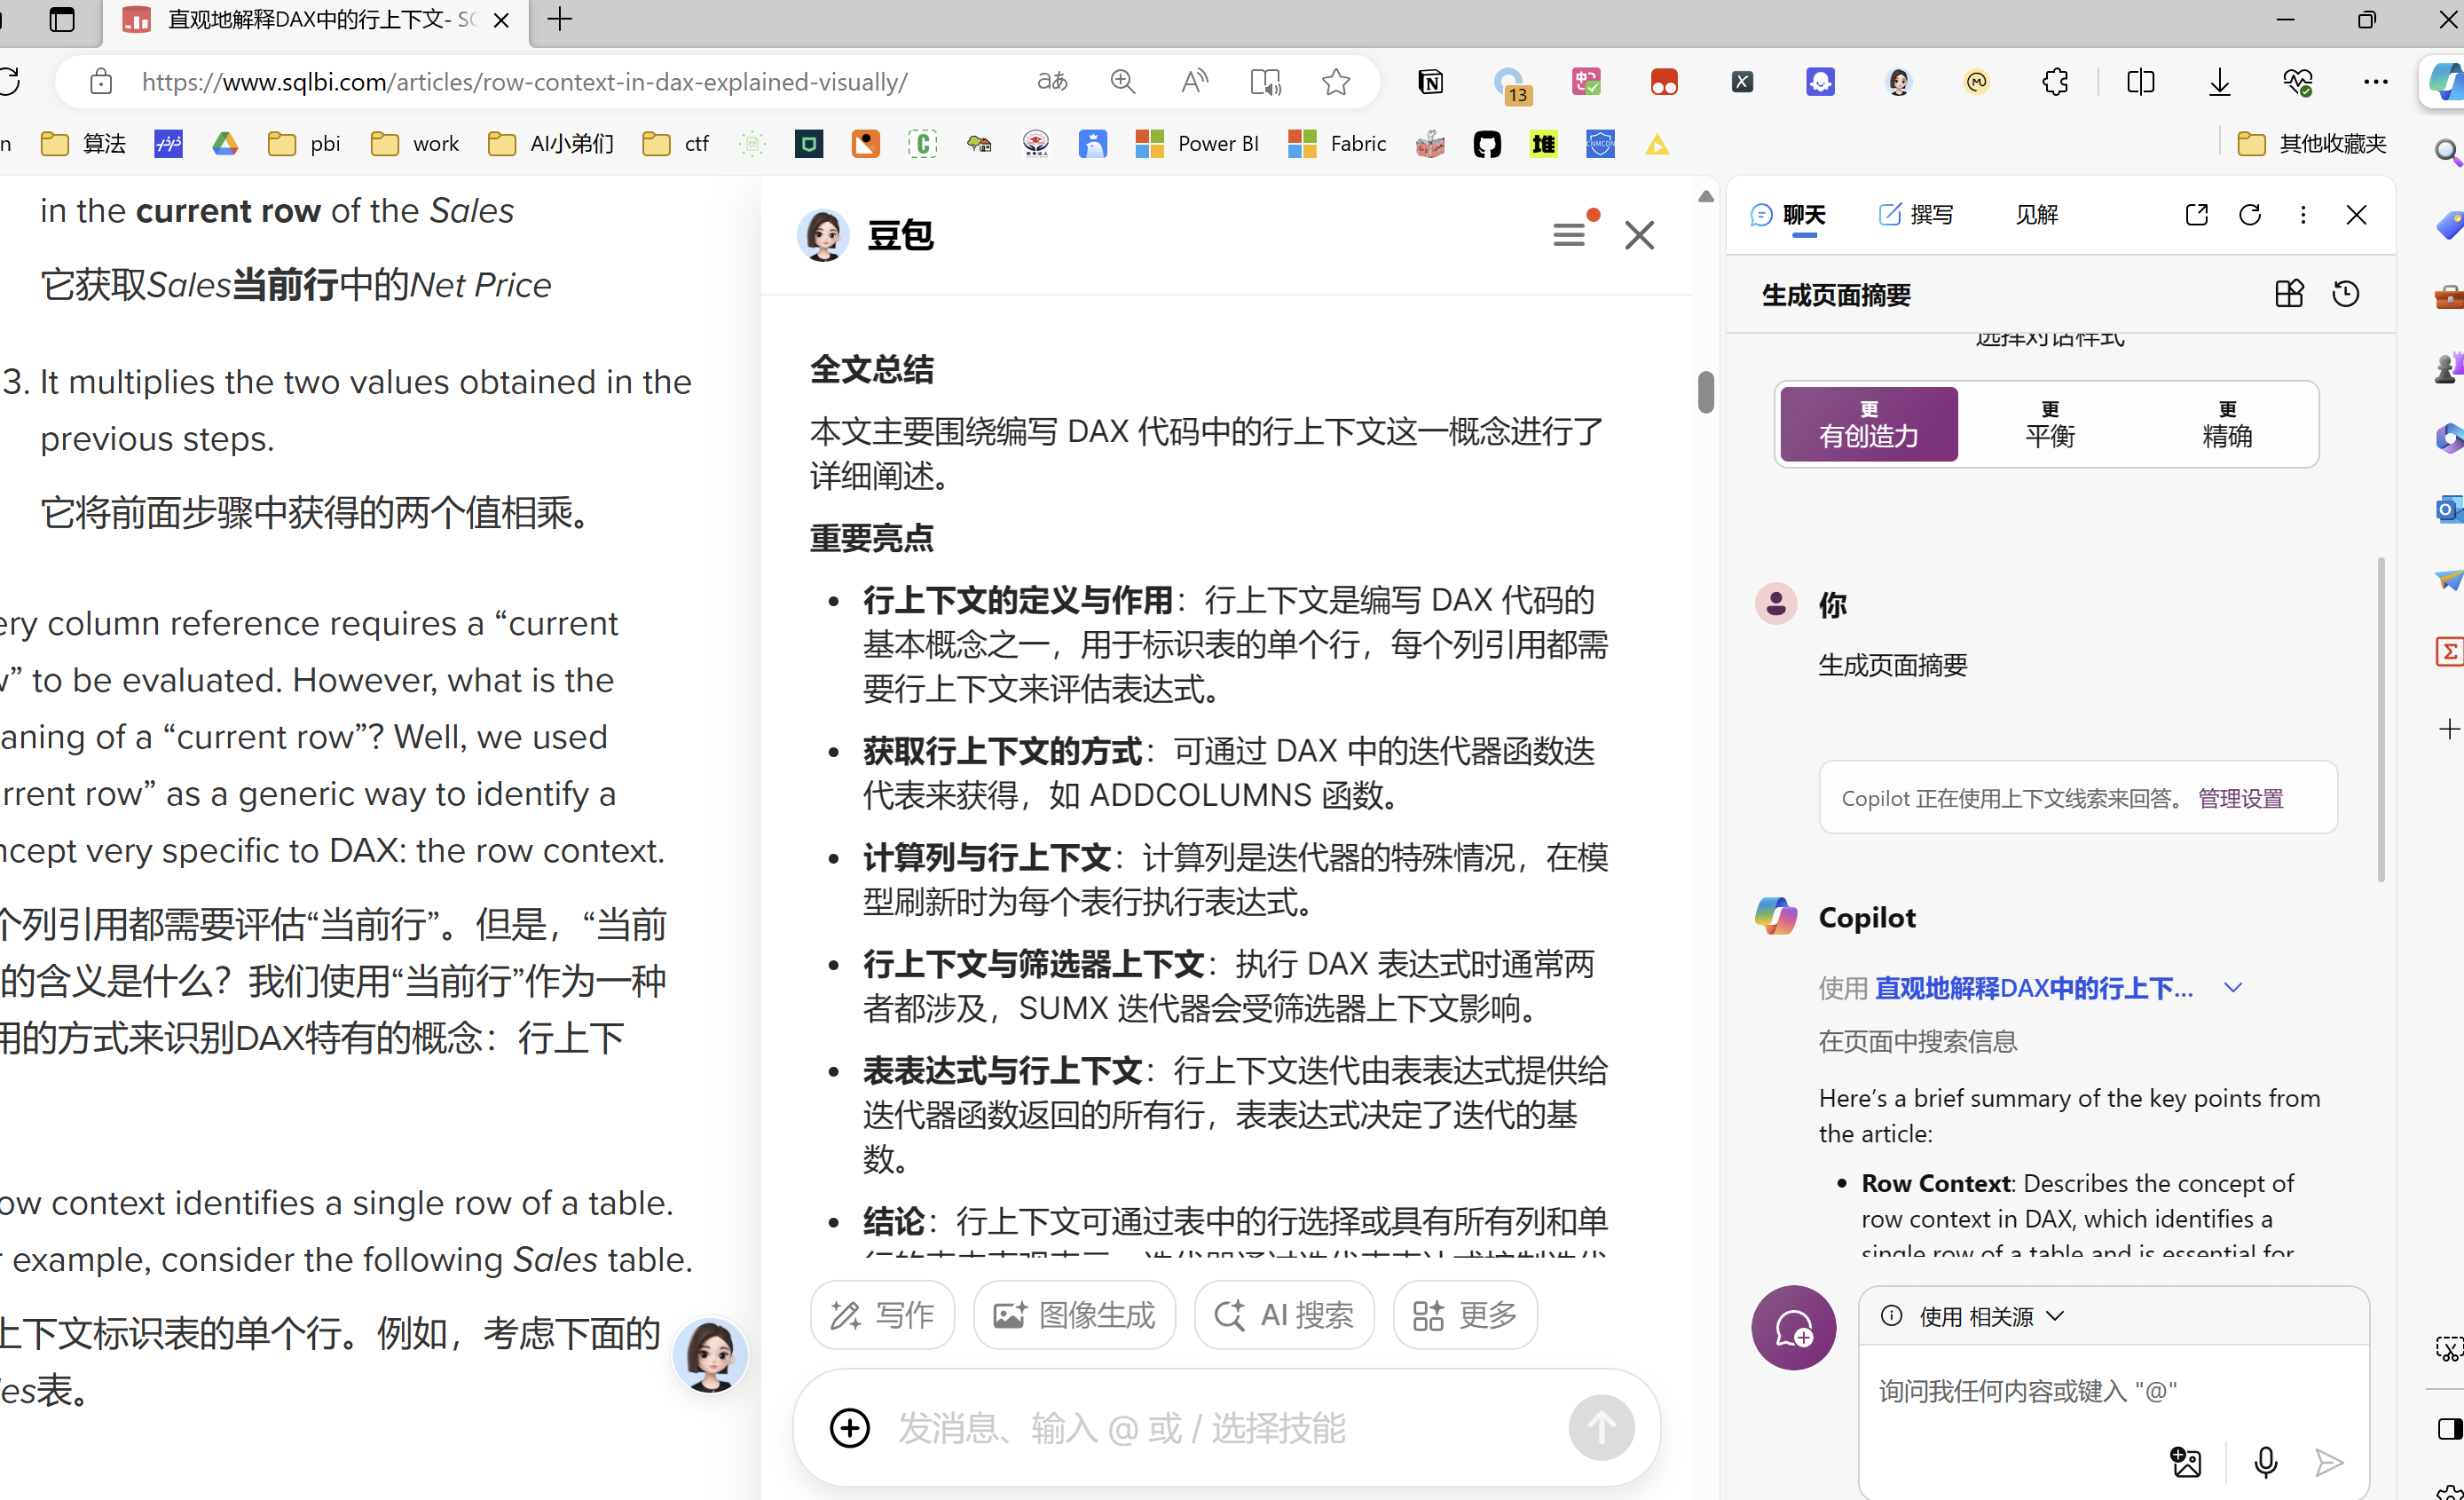 直观地解释DAX中的行上下文- SC
https://www.sqlbi.com/articles/row-context-in-dax-explained-visually/
13
算法
pbi
work
AI小弟们
ctf
Power BI
Fabric
其他收藏夹
in the current row of the Sales
它获取Sales当前行中的Net Price
3. It multiplies the two values obtained in the
previous steps.
它将前面步骤中获得的两个值相乘。
ery column reference requires a “current
” to be evaluated. However, what is the
aning of a “current row”? Well, we used
rrent row” as a generic way to identify a
ncept very specific to DAX: the row context.
个列引用都需要评估“当前行”。但是，“当前
的含义是什么？我们使用“当前行”作为一种
用的方式来识别DAX特有的概念：行上下
ow context identifies a single row of a table.
r example, consider the following Sales table.
上下文标识表的单个行。例如，考虑下面的
les表。
豆包
全文总结
本文主要围绕编写 DAX 代码中的行上下文这一概念进行了
详细阐述。
重要亮点
• 行上下文的定义与作用：行上下文是编写 DAX 代码的
基本概念之一，用于标识表的单个行，每个列引用都需
要行上下文来评估表达式。
• 获取行上下文的方式：可通过 DAX 中的迭代器函数迭
代表来获得，如 ADDCOLUMNS 函数。
• 计算列与行上下文：计算列是迭代器的特殊情况，在模
型刷新时为每个表行执行表达式。
• 行上下文与筛选器上下文：执行 DAX 表达式时通常两
者都涉及，SUMX 迭代器会受筛选器上下文影响。
• 表表达式与行上下文：行上下文迭代由表表达式提供给
迭代器函数返回的所有行，表表达式决定了迭代的基
数。
• 结论：行上下文可通过表中的行选择或具有所有列和单
写作
图像生成
AI 搜索
更多
发消息、输入 @ 或 / 选择技能
聊天
撰写
见解
生成页面摘要
选择对话样式
更
有创造力
更
平衡
更
精确
你
生成页面摘要
Copilot 正在使用上下文线索来回答。 管理设置
Copilot
使用 直观地解释DAX中的行上下...
在页面中搜索信息
Here’s a brief summary of the key points from
the article:
• Row Context: Describes the concept of
row context in DAX, which identifies a
single row of a table and is essential for
使用 相关源
询问我任何内容或键入 "@"